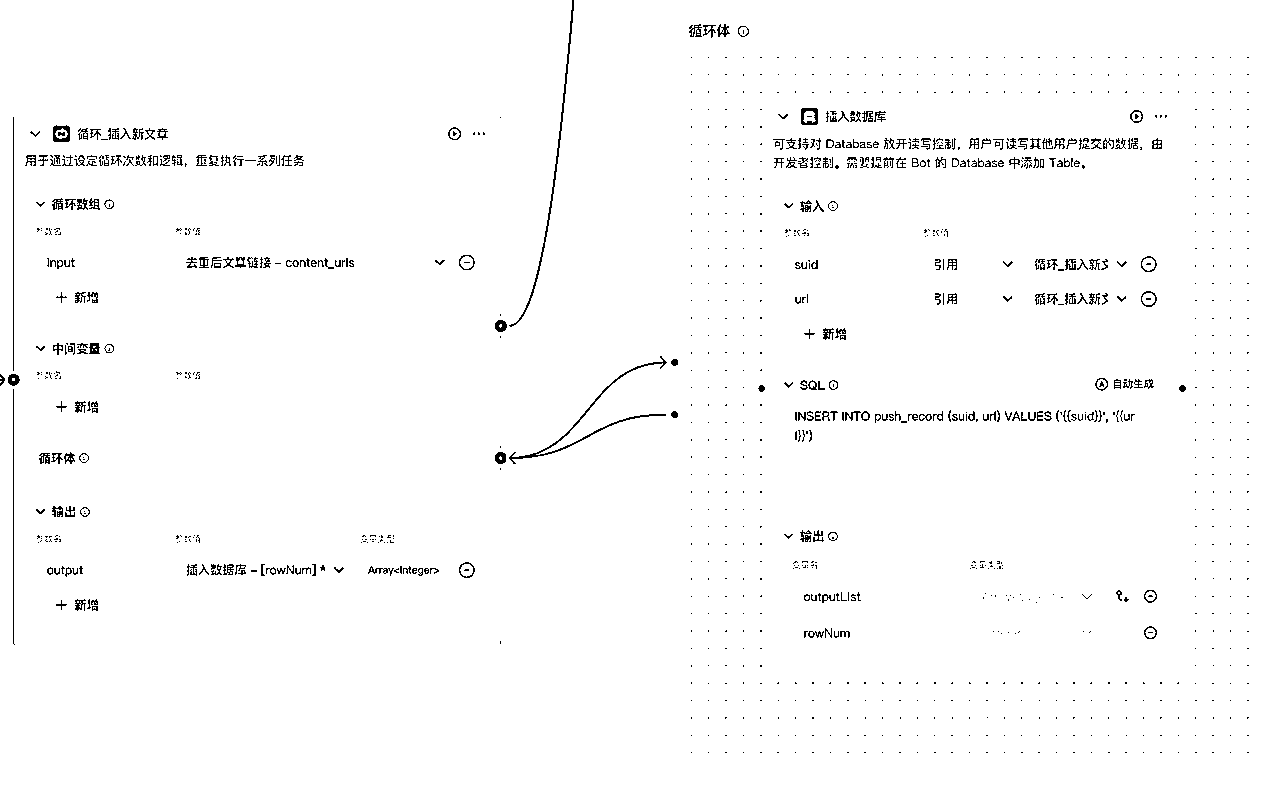 循环_插入新文章
用于通过设定循环次数和逻辑，重复执行一系列任务
循环数组
参数名 参数值
input 去重后文章链接 - content_urls
新增
中间变量
参数名 参数值
新增
循环体
输出
参数名 参数值 变量类型
output 插入数据库 - [rowNum] * Array<Integer>
新增
循环体
插入数据库
可支持对 Database 放开读写控制，用户可读写其他用户提交的数据，由
开发者控制。需要提前在 Bot 的 Database 中添加 Table。
输入
参数名 参数值
suid 引用 循环_插入新文
url 引用 循环_插入新文
新增
SQL 自动生成
INSERT INTO push_record (suid, url) VALUES ('{{suid}}', '{{ur
l}}')
输出
变量名 变量类型
outputList
rowNum